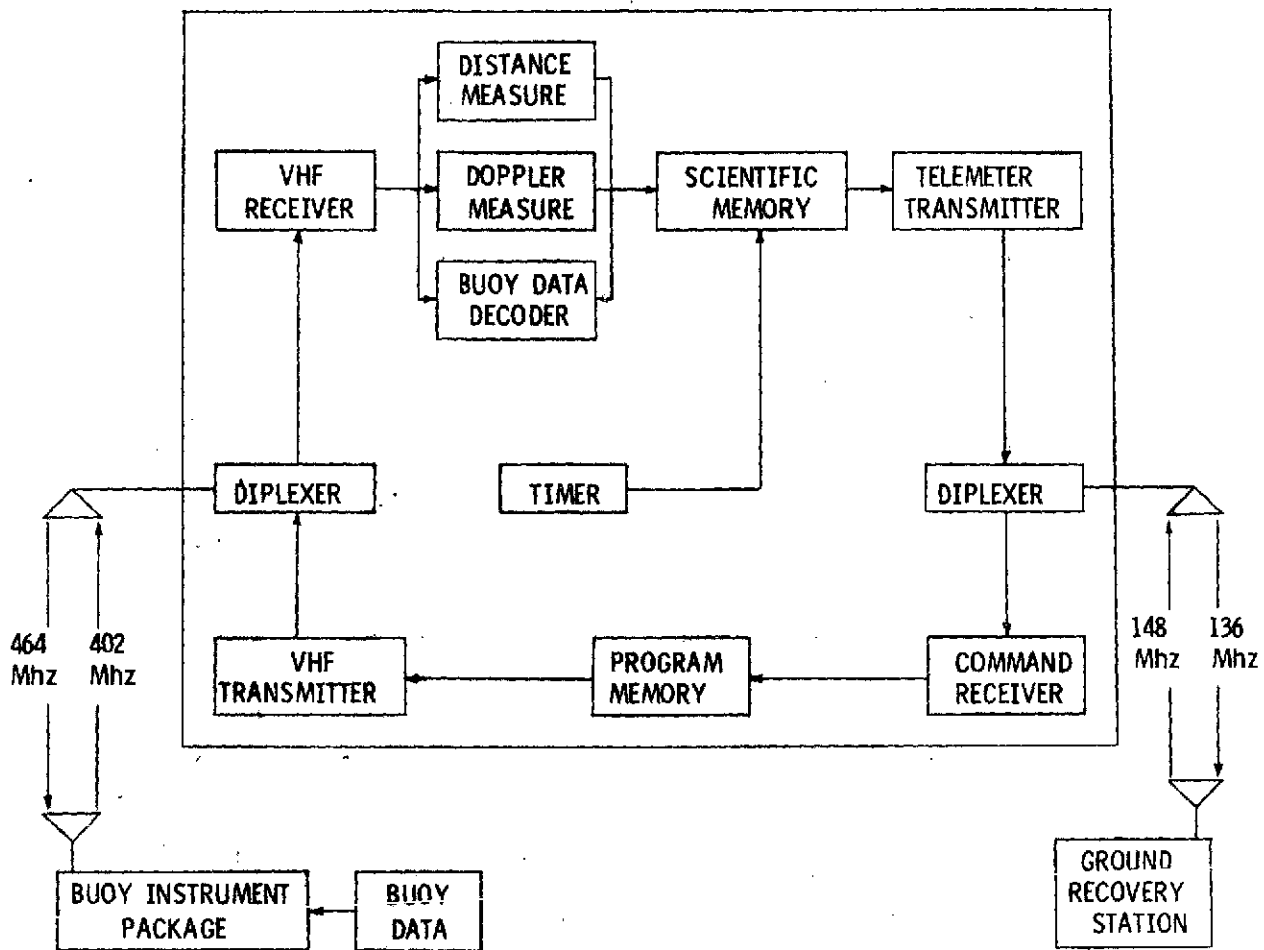 DISTANCE
MEASURE
VHF
RECEIVER
DOPPLER
MEASURE
SCIENTIFIC
MEMORY
TELEMETER
TRANSMITTER
BUOY DATA
DECODER
DIPLEXER
TIMER
DIPLEXER
464
Mhz
402
Mhz
VHF
TRANSMITTER
PROGRAM
MEMORY
COMMAND
RECEIVER
148
Mhz
136
Mhz
BUOY INSTRUMENT
PACKAGE
BUOY
DATA
GROUND
RECOVERY
STATION